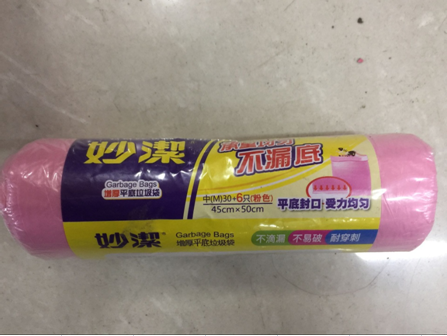 妙潔®
Garbage Bags
增厚平底垃圾袋
不漏底
中(M)30+6只(粉色)
45cm×50cm
平底封口·受力均匀
妙潔®
Garbage Bags
增厚平底垃圾袋
不滴漏 不易破 耐穿刺